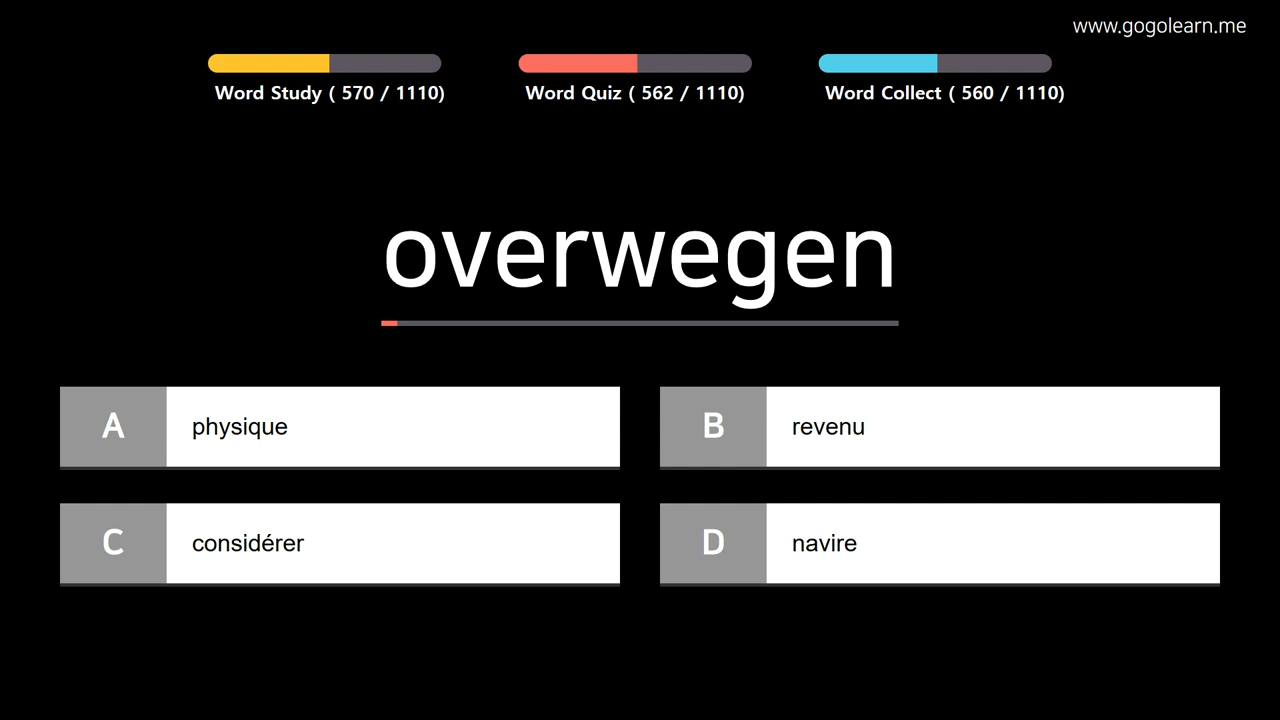 www.gogolearn.me
Word Study ( 570 / 1110)
Word Quiz ( 562 / 1110)
Word Collect ( 560 / 1110)
overwegen
A physique
B revenu
C considérer
D navire